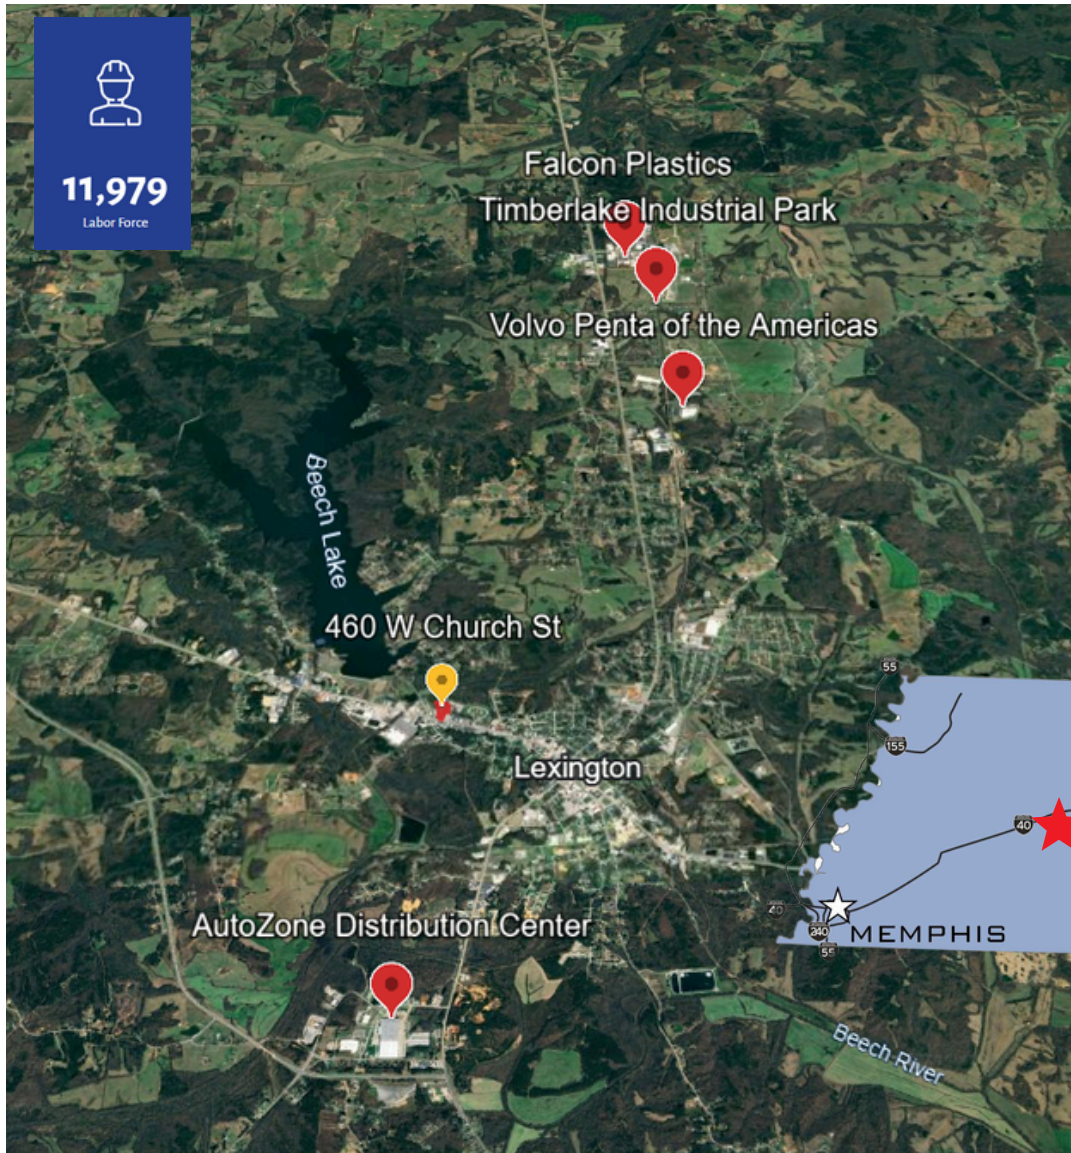 11,979
Labor Force
Falcon Plastics
Timberlake Industrial Park
Volvo Penta of the Americas
Beech Lake
460 W Church St
Lexington
55
155
40
40
240
MEMPHIS
55
AutoZone Distribution Center
Beech River